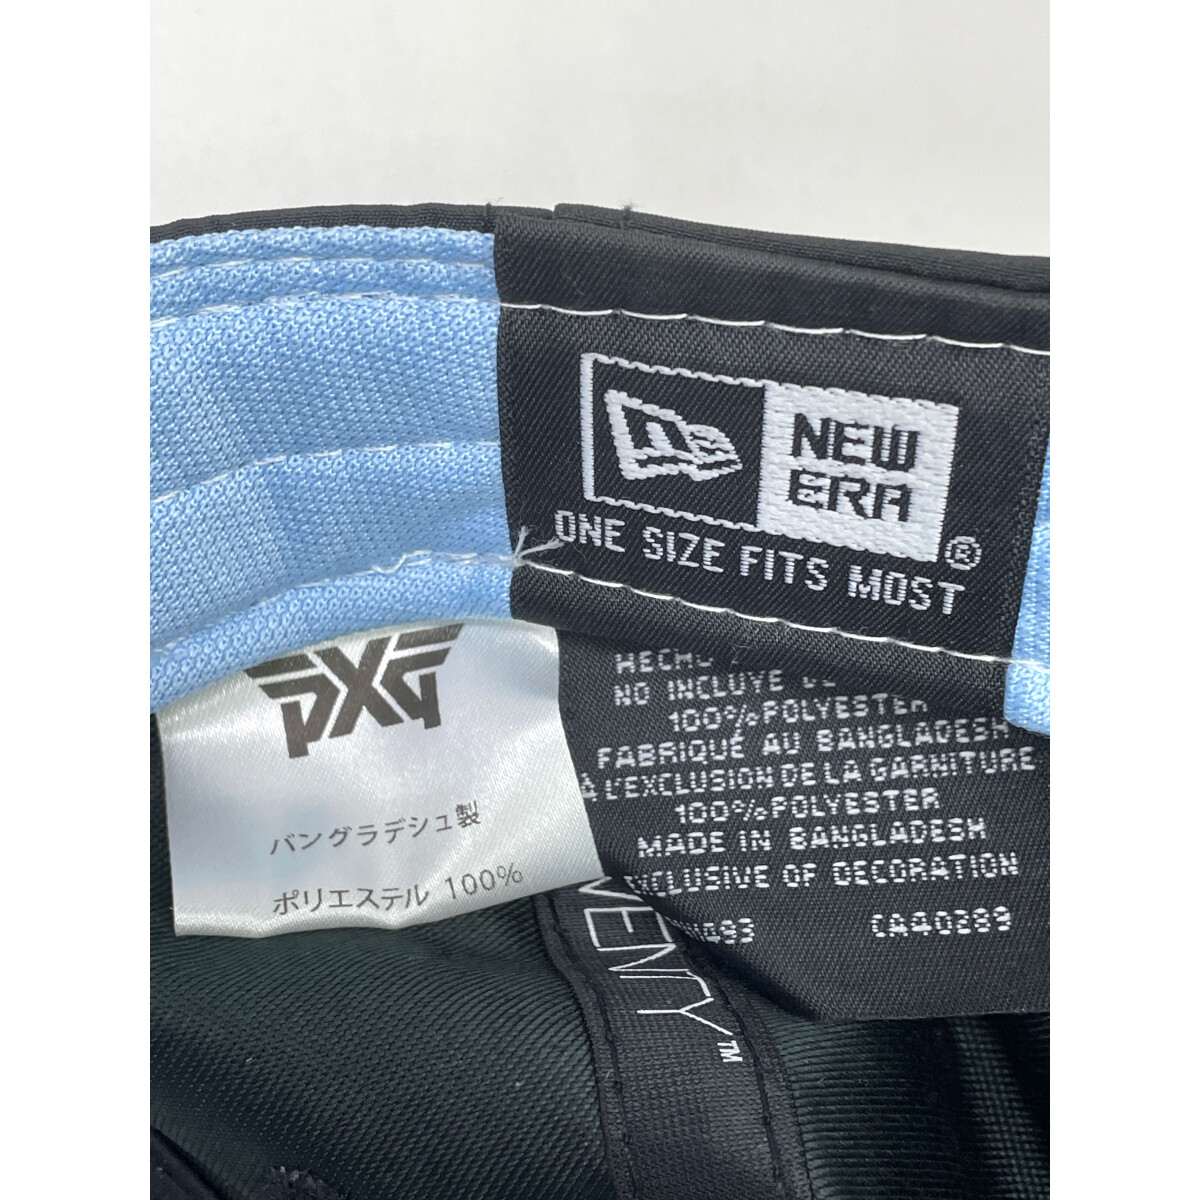 NEW
ERA
®
ONE SIZE FITS MOST
PXG
バングラデシュ製
ポリエステル 100%
HECHO
NO INCLUYE
100% POLYESTER
FABRIQUÉ AU BANGLADESH
À L'EXCLUSION DE LA GARNITURE
100% POLYESTER
MADE IN BANGLADESH
EXCLUSIVE OF DECORATION
CA40289
VENTY™